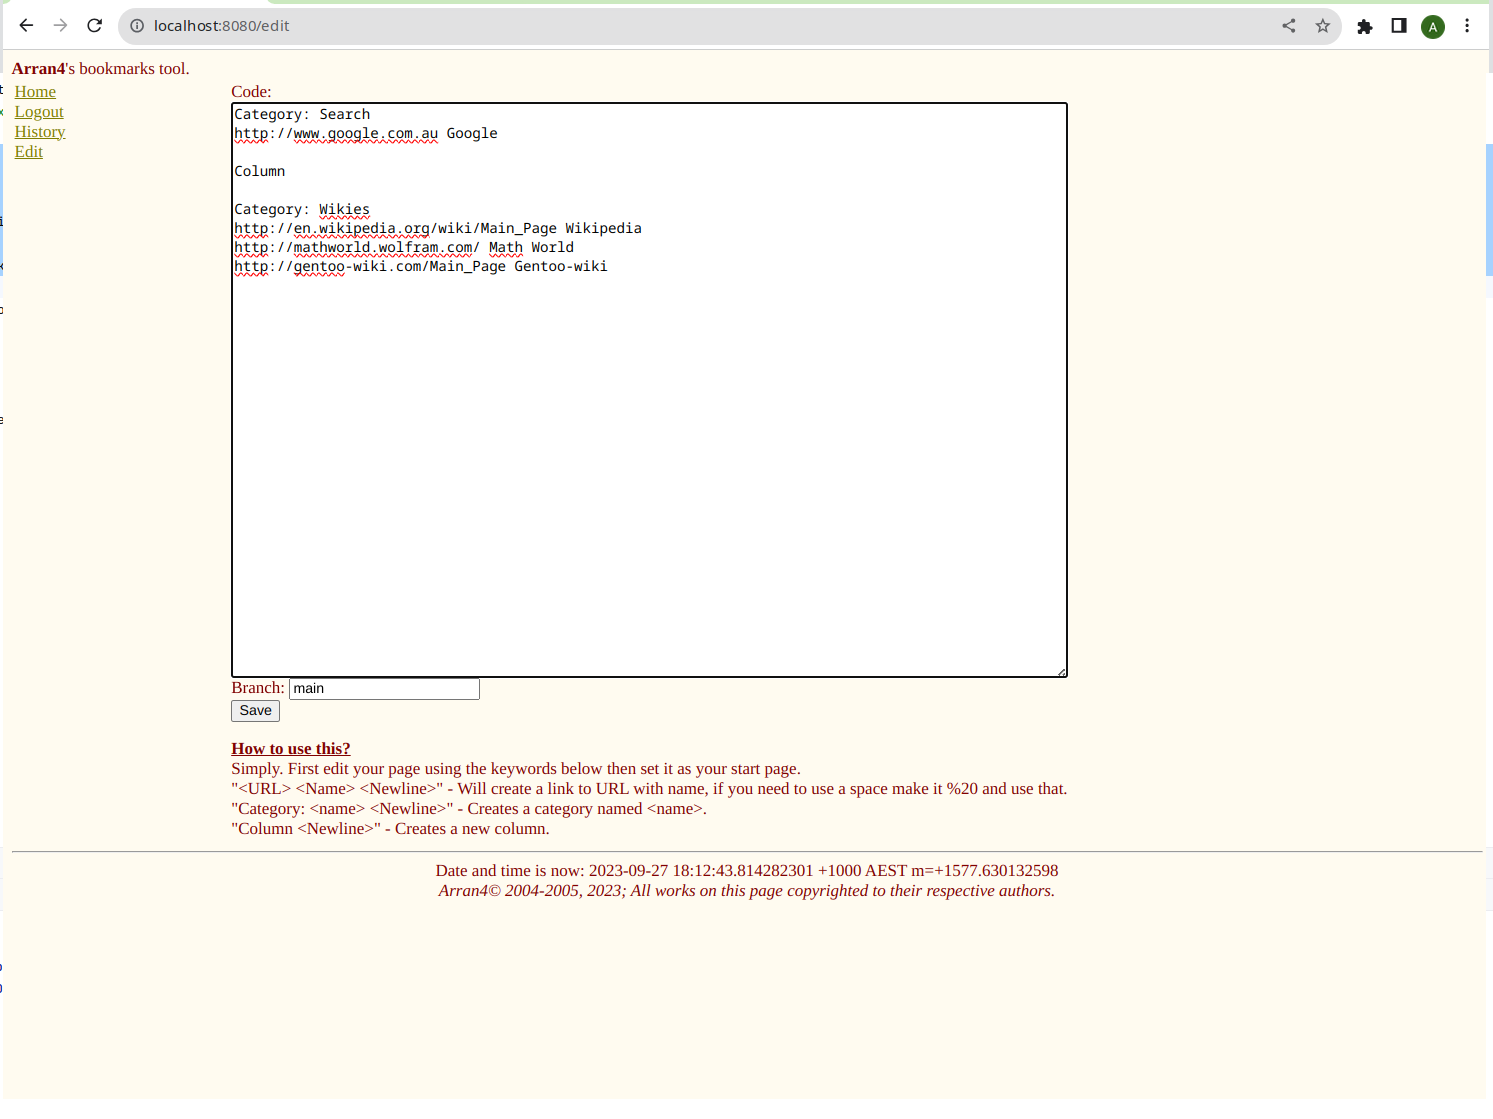 localhost:8080/edit
A
Arran4's bookmarks tool.
Home
Logout
History
Edit
Code:
Category: Search
http://www.google.com.au Google
Column
Category: Wikies
http://en.wikipedia.org/wiki/Main_Page Wikipedia
http://mathworld.wolfram.com/ Math World
http://gentoo-wiki.com/Main_Page Gentoo-wiki
Branch: main
Save
How to use this?
Simply. First edit your page using the keywords below then set it as your start page.
"<URL> <Name> <Newline>" - Will create a link to URL with name, if you need to use a space make it %20 and use that.
"Category: <name> <Newline>" - Creates a category named <name>.
"Column <Newline>" - Creates a new column.
Date and time is now: 2023-09-27 18:12:43.814282301 +1000 AEST m=+1577.630132598
Arran4© 2004-2005, 2023; All works on this page copyrighted to their respective authors.